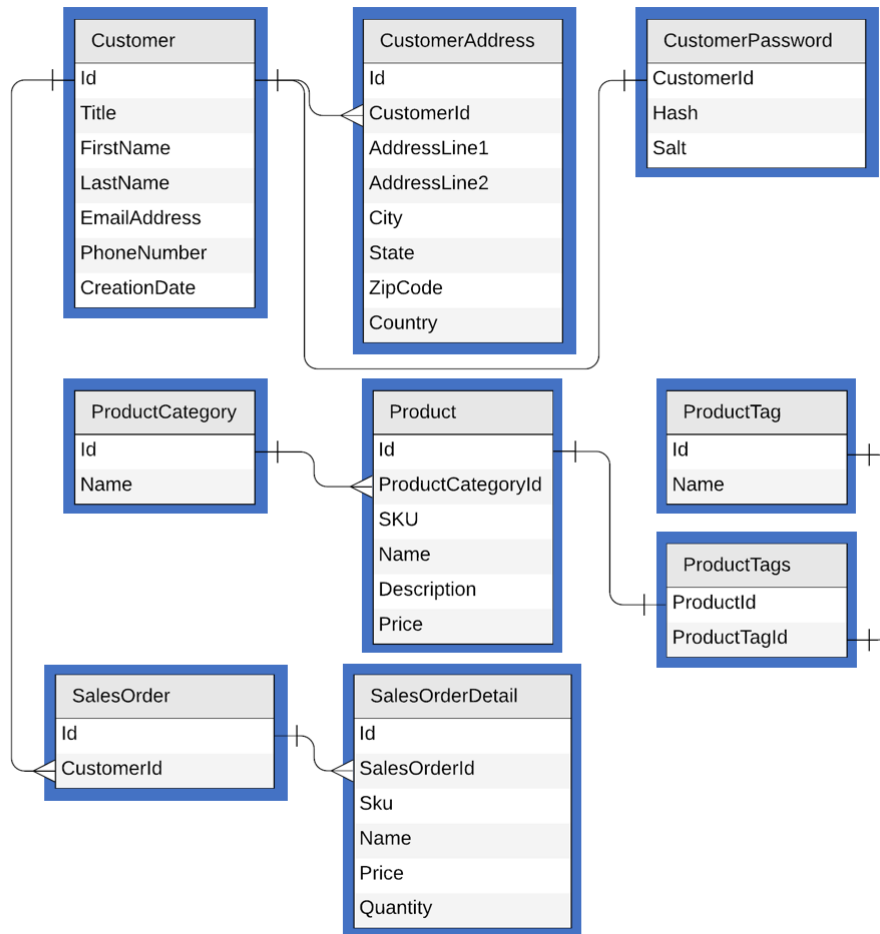 Customer
Id
Title
FirstName
LastName
EmailAddress
PhoneNumber
CreationDate
CustomerAddress
Id
CustomerId
AddressLine1
AddressLine2
City
State
ZipCode
Country
CustomerPassword
CustomerId
Hash
Salt
ProductCategory
Id
Name
Product
Id
ProductCategoryId
SKU
Name
Description
Price
ProductTag
Id
Name
ProductTags
ProductId
ProductTagId
SalesOrder
Id
CustomerId
SalesOrderDetail
Id
SalesOrderId
Sku
Name
Price
Quantity